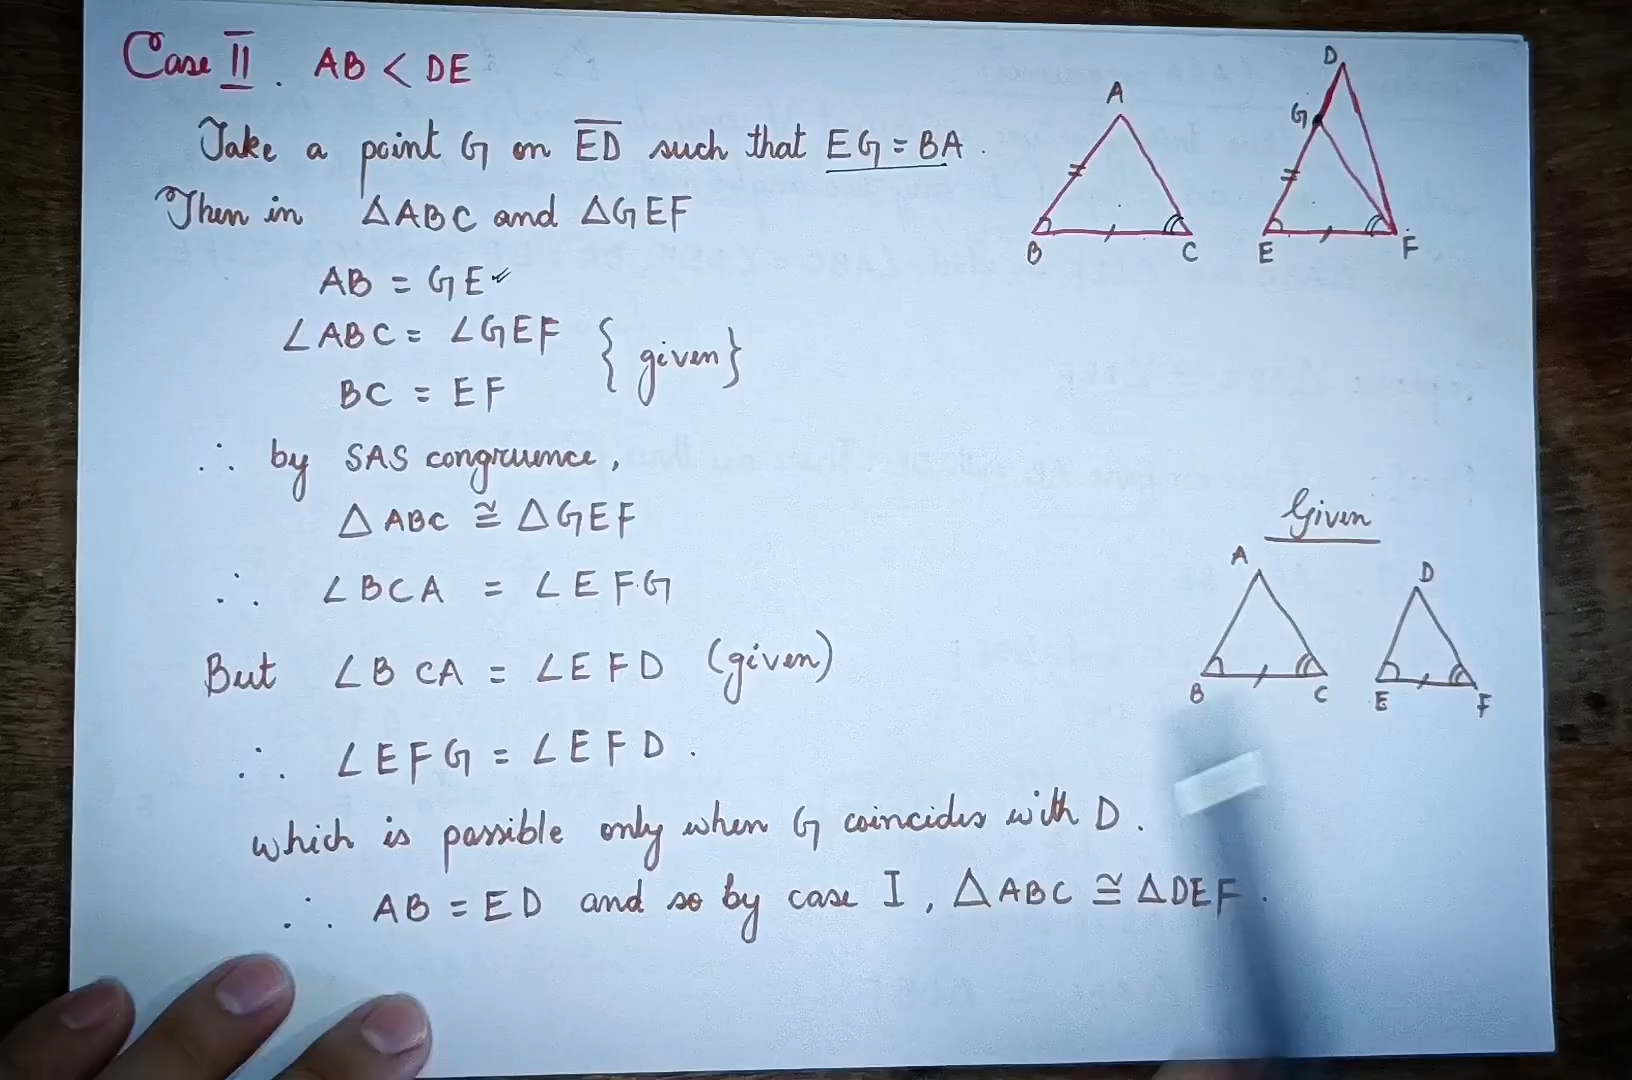 Case II. AB < DE
Take a point G on E̅D̅ such that EG = BA.
Then in ΔABC and ΔGEF
AB = GE
∠ABC = ∠GEF
{given}
BC = EF
∴ by SAS congruence,
Δ ABC ≅ ΔGEF
∴ ∠BCA = ∠EFG
But ∠BCA = ∠EFD (given)
∴ ∠EFG = ∠EFD.
which is possible only when G coincides with D.
∴ AB = ED and so by case I, ΔABC ≅ ΔDEF.
A
B
C
D
G
E
F
Given
A
B
C
D
E
F